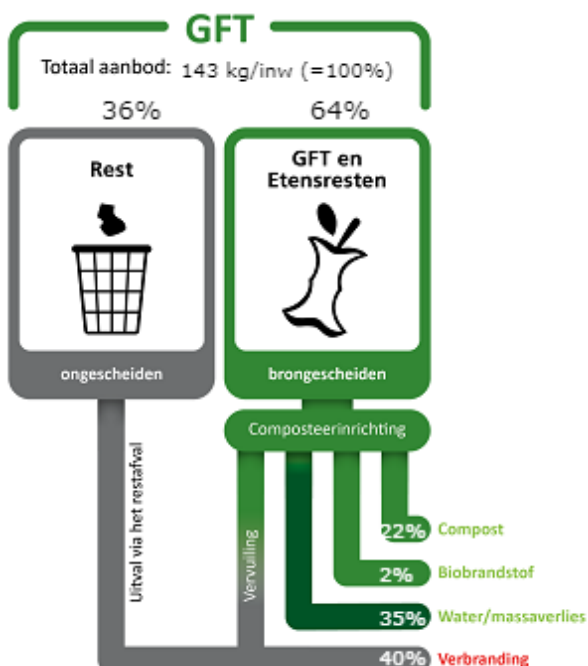 GFT
Totaal aanbod: 143 kg/inw (=100%)
36%
64%
Rest
GFT en
Etensresten
ongescheiden
brongescheiden
Composteerinrichting
Uitval via het restafval
Vervuiling
22% Compost
2% Biobrandstof
35% Water/massaverlies
40% Verbranding